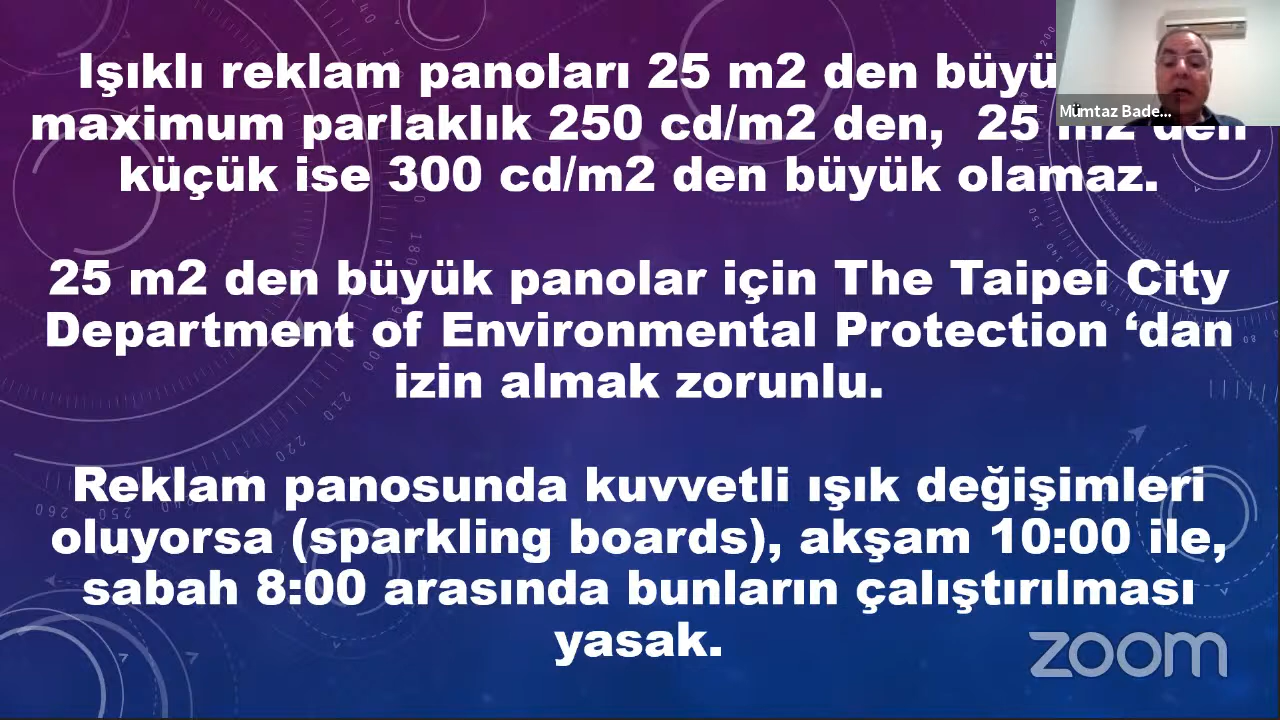 Işıklı reklam panoları 25 m2 den
maximum parlaklık 250 cd/m2 den, 25 m2 den
küçük ise 300 cd/m2 den büyük olamaz.
25 m2 den büyük panolar için The Taipei City
Department of Environmental Protection ‘dan
izin almak zorunlu.
Reklam panosunda kuvvetli ışık değişimleri
oluyorsa (sparkling boards), akşam 10:00 ile,
sabah 8:00 arasında bunların çalıştırılması
yasak.
Mümtaz Bade...
zoom